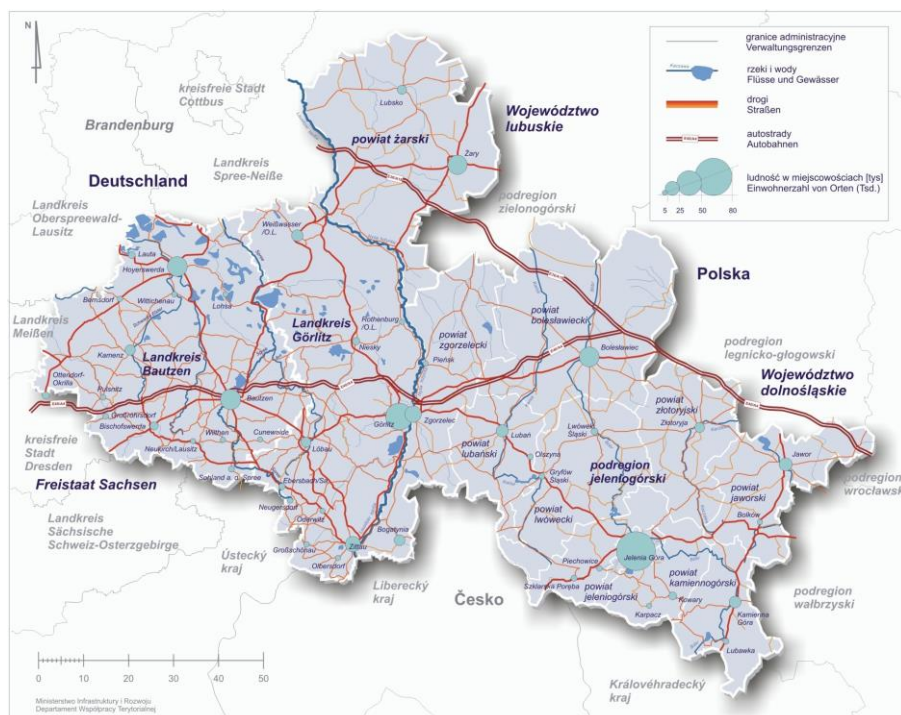 N
granice administracyjne
Verwaltungsgrenzen
rzeki i wody
Flüsse und Gewässer
drogi
Straßen
autostrady
Autobahnen
ludność w miejscowościach [tys]
Einwohnerzahl von Orten (Tsd.)
5 25 50 80
kreisfreie Stadt
Cottbus
Brandenburg
Landkreis
Spree-Neiße
Deutschland
Landkreis
Oberspreewald-
Lausitz
Landkreis
Meißen
Lubsko
powiat żarski
Żary
Województwo
lubuskie
podregion
zielonogórski
Polska
podregion
legnicko-głogowski
Województwo
dolnośląskie
podregion
wrocławski
podregion
wałbrzyski
Weißwasser
/O.L.
Lauta
Hoyerswerda
Bernsdorf
Wittichenau
Lohsa
Kamenz
Landkreis
Bautzen
Landkreis
Görlitz
Rothenburg
/O.L.
Niesky
Ottendorf-
Okrilla
Pulsnitz
Großröhrsdorf
Bischofswerda
Bautzen
Neukirch/Lausitz
Wilthen
Cunewalde
Löbau
Sohland a. d. Spree
Ebersbach/Sa.
Neugersdorf
Oderwitz
Großschönau
Olbersdorf
Zittau
Bogatynia
Görlitz
Zgorzelec
powiat
zgorzelecki
Pieńsk
powiat
bolesławiecki
Bolesławiec
powiat
lubański
Lubań
Olszyna
Gryfów
Śląski
Lwówek
Śląski
powiat
lwówecki
podregion
jeleniogórski
powiat
złotoryjski
Złotoryja
Jawor
powiat
jaworski
Bolków
Jelenia Góra
Piechowice
Szklarska Poręba
powiat
jeleniogórski
Kowary
Karpacz
powiat
kamiennogórski
Kamienna
Góra
Lubawka
kreisfreie
Stadt
Dresden
Freistaat Sachsen
Landkreis
Sächsische
Schweiz-Osterzgebirge
Ústecký
kraj
Liberecký
kraj
Česko
Královéhradecký
kraj
0 10 20 30 40 50
Ministerstwo Infrastruktury i Rozwoju
Departament Współpracy Terytorialnej